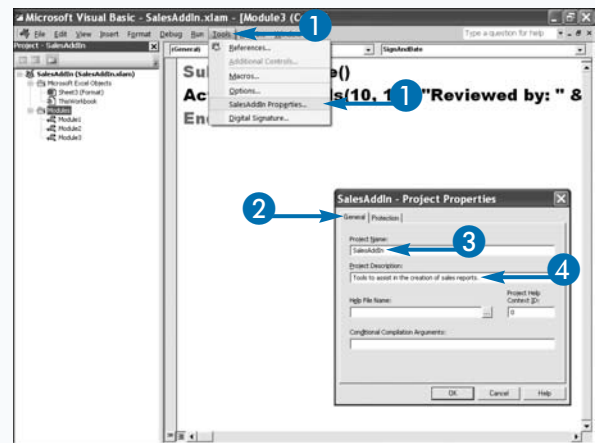 Microsoft Visual Basic - SalesAddIn.xlam - [Module3 (C
File Edit View Insert Format Debug Run Tools
Type a question for help
1
Project - SalesAddIn
SalesAddIn (SalesAddIn.xlam)
Microsoft Excel Objects
Sheet3 (Format)
ThisWorkbook
Modules
Module1
Module2
Module3
(General)
SignAndDate
References...
Additional Controls...
Macros...
Options...
SalesAddIn Properties...
Digital Signature...
1
Su e()
Ac ls(10, 1 "Reviewed by: " &
En
SalesAddIn - Project Properties
2
General Protection
Project Name:
SalesAddIn
3
Project Description:
Tools to assist in the creation of sales reports.
4
Help File Name:
Project Help Context ID:
0
Conditional Compilation Arguments:
OK Cancel Help